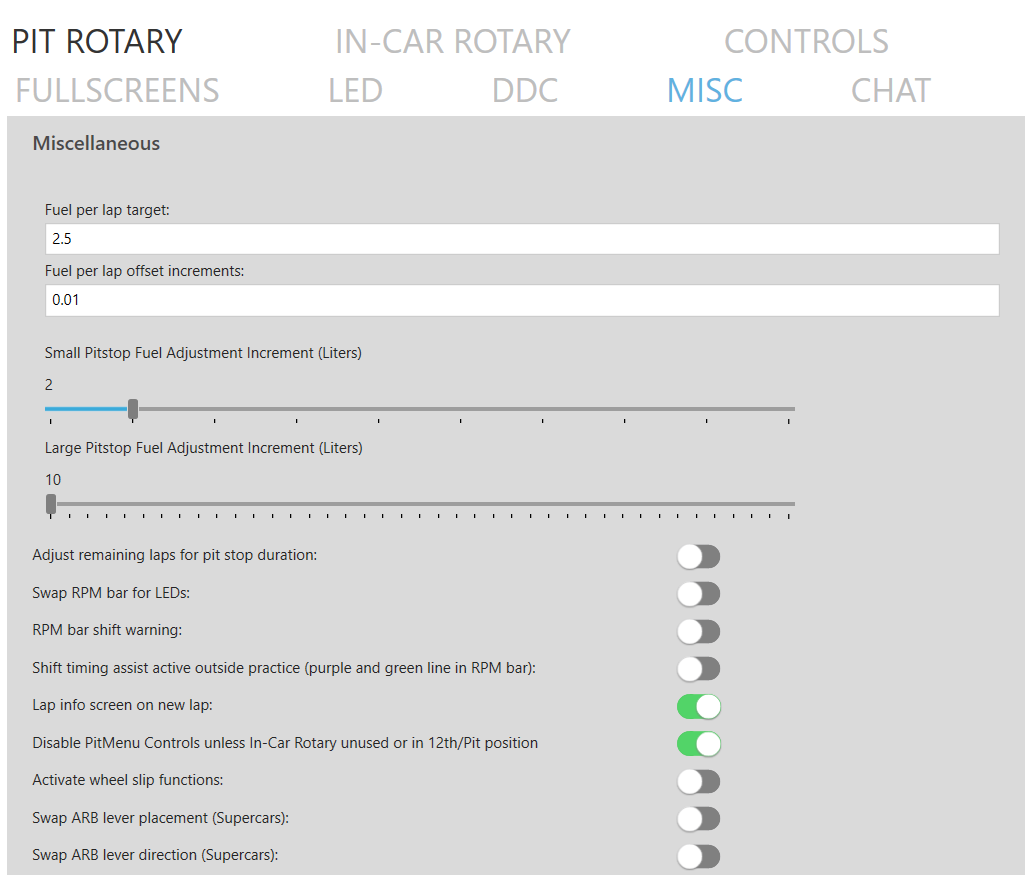 PIT ROTARY IN-CAR ROTARY CONTROLS
FULLSCREENS LED DDC MISC CHAT
Miscellaneous
Fuel per lap target:
2.5
Fuel per lap offset increments:
0.01
Small Pitstop Fuel Adjustment Increment (Liters)
2
Large Pitstop Fuel Adjustment Increment (Liters)
10
Adjust remaining laps for pit stop duration:
Swap RPM bar for LEDs:
RPM bar shift warning:
Shift timing assist active outside practice (purple and green line in RPM bar):
Lap info screen on new lap:
Disable PitMenu Controls unless In-Car Rotary unused or in 12th/Pit position
Activate wheel slip functions:
Swap ARB lever placement (Supercars):
Swap ARB lever direction (Supercars):